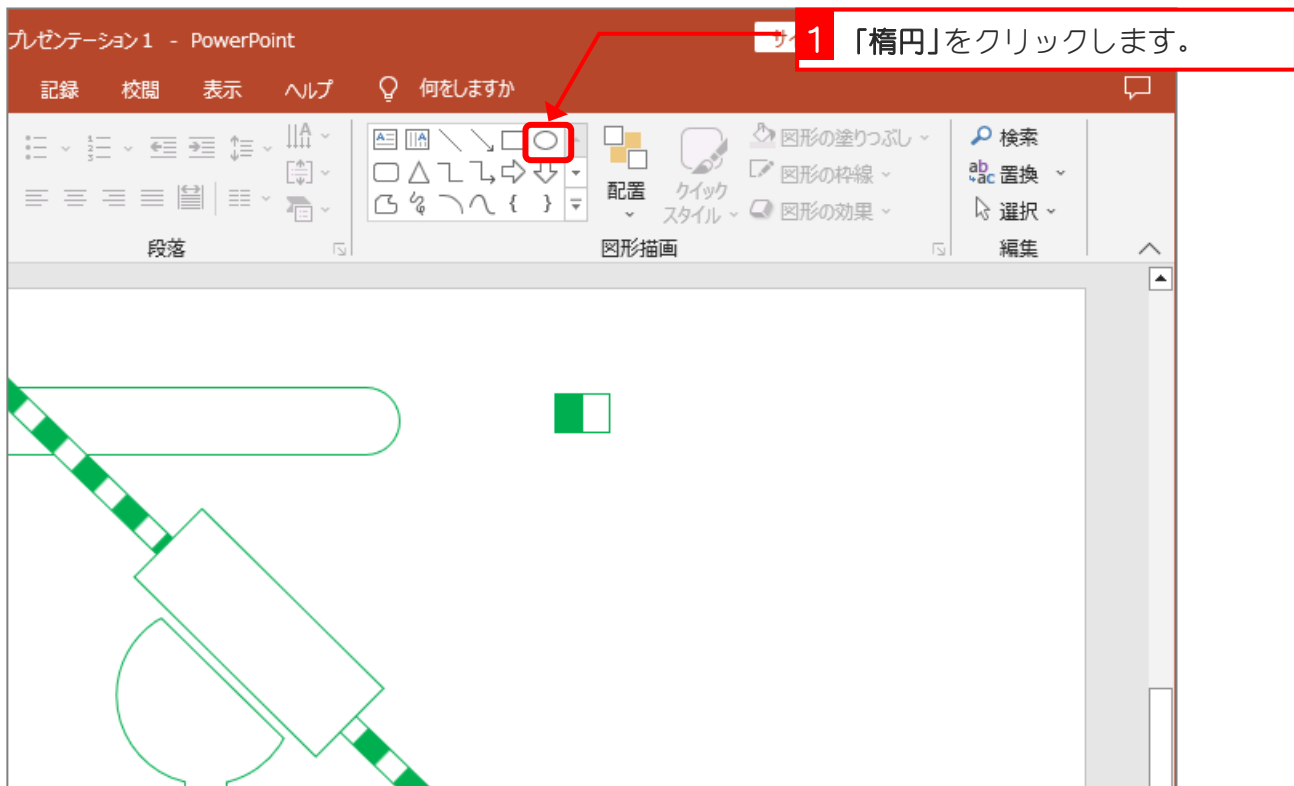 プレゼンテーション1 - PowerPoint
1 「楕円」をクリックします。
記録 校閲 表示 ヘルプ 何をしますか
配置
クイック
スタイル
図形の塗りつぶし
図形の枠線
図形の効果
検索
置換
選択
段落 図形描画 編集